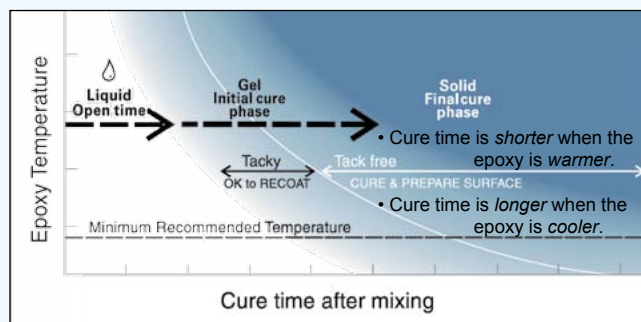 Epoxy Temperature
Liquid
Open time
Gel
Initial cure
phase
Solid
Final cure
phase
• Cure time is shorter when the
epoxy is warmer.
Tacky
OK to RECOAT
Tack free
CURE & PREPARE SURFACE
• Cure time is longer when the
epoxy is cooler.
Minimum Recommended Temperature
Cure time after mixing